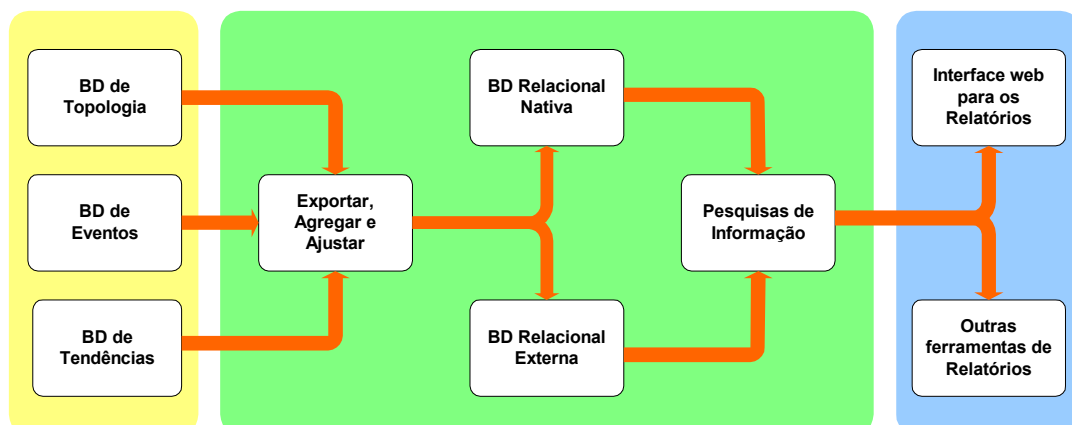 BD de
Topologia
BD de
Eventos
BD de
Tendências
Exportar,
Agregar e
Ajustar
BD Relacional
Nativa
BD Relacional
Externa
Pesquisas de
Informação
Interface web
para os
Relatórios
Outras
ferramentas de
Relatórios